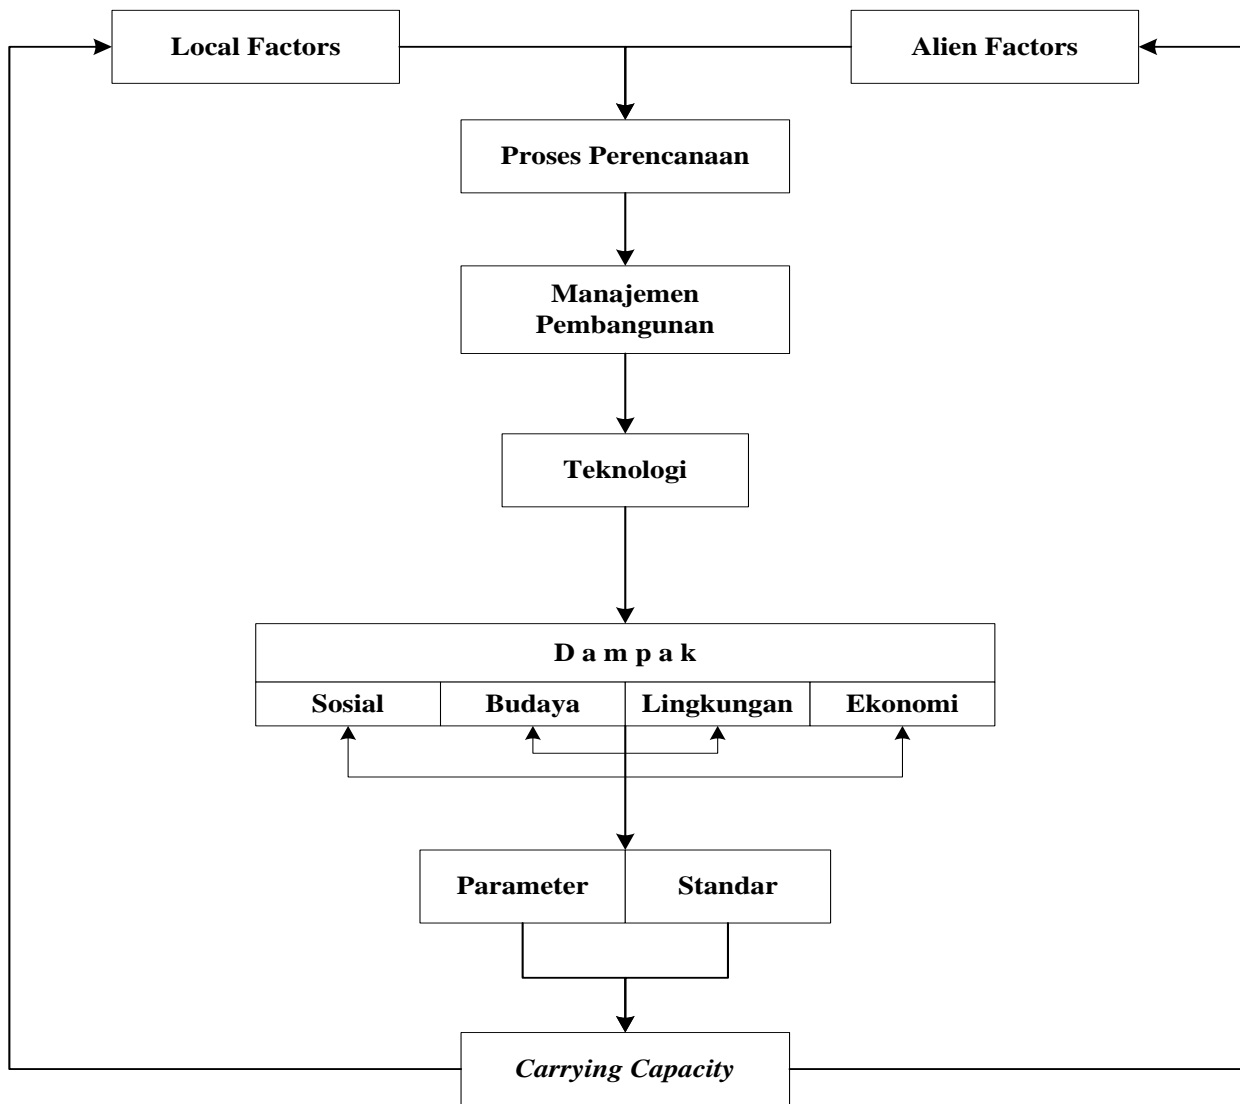 Local Factors
Alien Factors
Proses Perencanaan
Manajemen
Pembangunan
Teknologi
D a m p a k
Sosial
Budaya
Lingkungan
Ekonomi
Parameter
Standar
Carrying Capacity